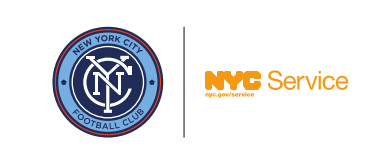 NEW YORK CITY
NYC
FOOTBALL CLUB
NYC Service
nyc.gov/service